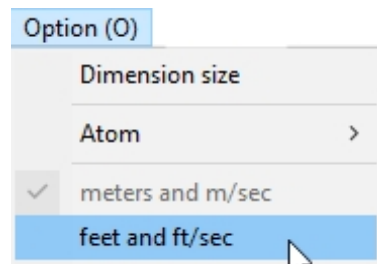 Option (O)
Dimension size
Atom
meters and m/sec
feet and ft/sec